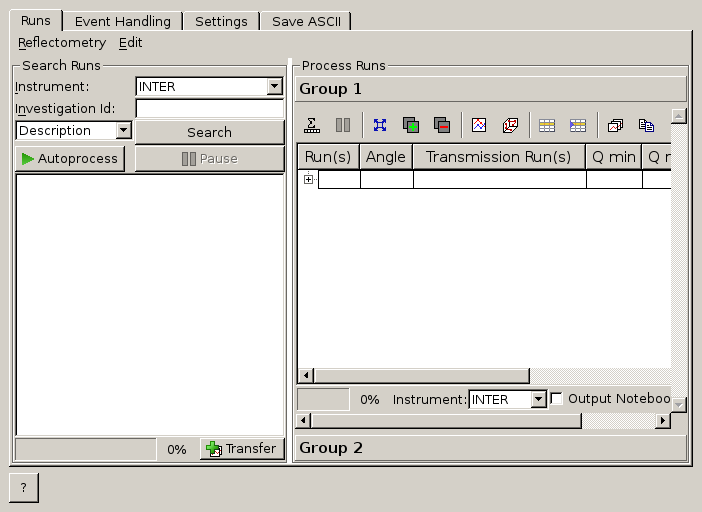 Runs Event Handling Settings Save ASCII
Reflectometry Edit
Search Runs
Instrument: INTER
Investigation Id:
Description Search
Autoprocess Pause
0% Transfer
Process Runs
Group 1
Run(s) Angle Transmission Run(s) Q min Q
0% Instrument: INTER Output Noteboo
Group 2
?